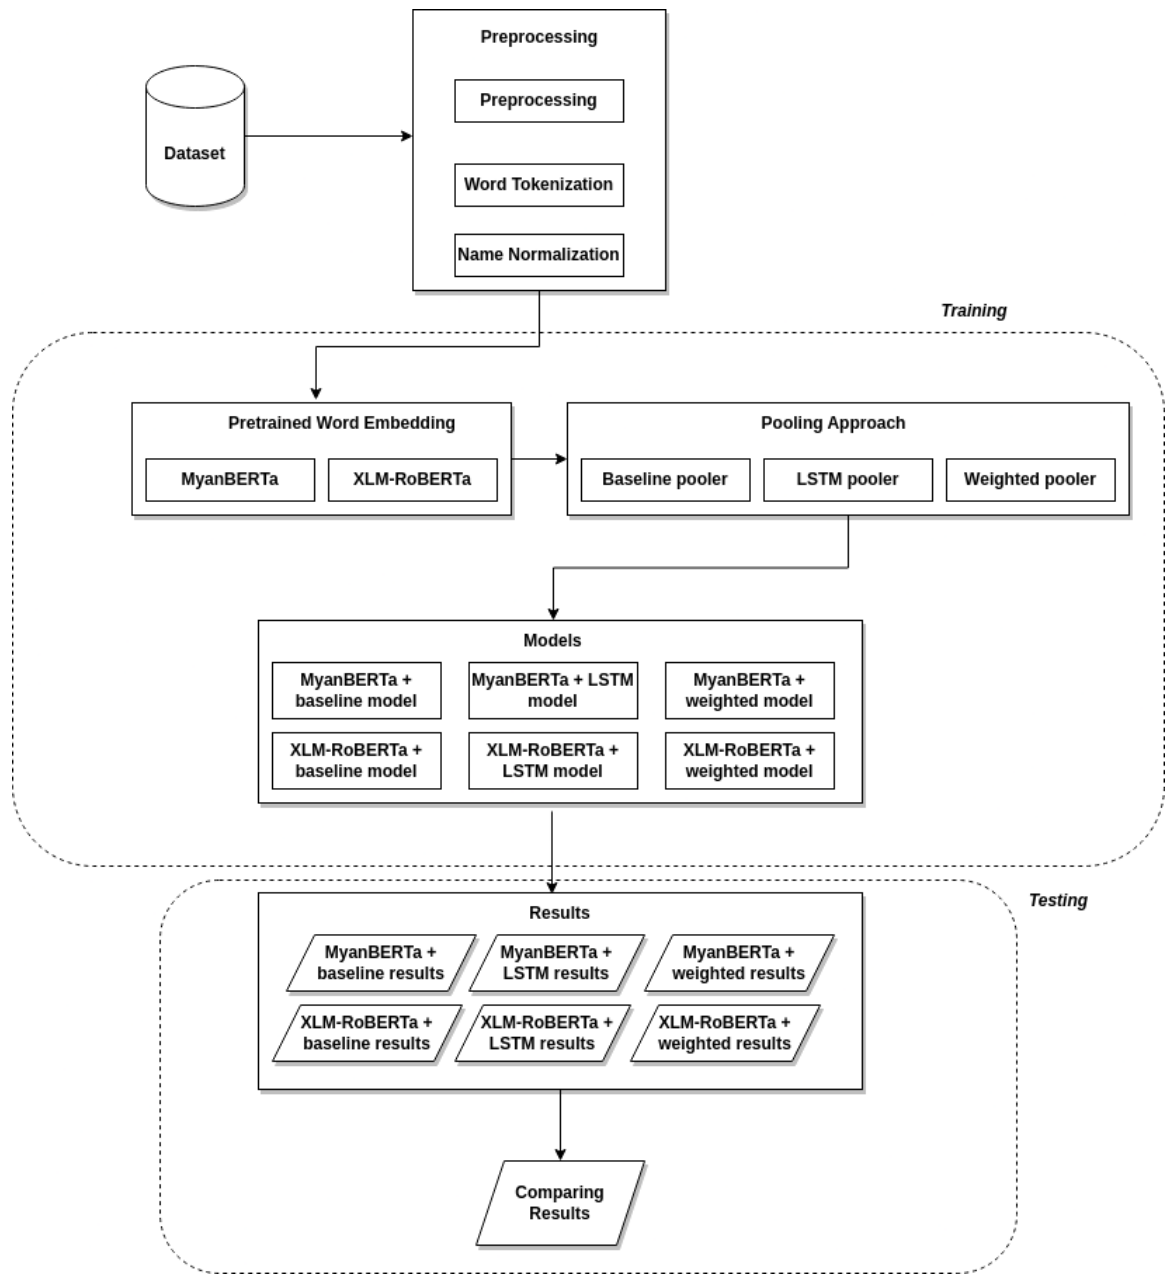 Preprocessing
Preprocessing
Dataset
Word Tokenization
Name Normalization
Training
Pretrained Word Embedding
MyanBERTa
XLM-RoBERTa
Pooling Approach
Baseline pooler
LSTM pooler
Weighted pooler
Models
MyanBERTa +
baseline model
MyanBERTa + LSTM
model
MyanBERTa +
weighted model
XLM-RoBERTa +
baseline model
XLM-RoBERTa +
LSTM model
XLM-RoBERTa +
weighted model
Testing
Results
MyanBERTa +
baseline results
MyanBERTa +
LSTM results
MyanBERTa +
weighted results
XLM-RoBERTa +
baseline results
XLM-RoBERTa +
LSTM results
XLM-RoBERTa +
weighted results
Comparing
Results